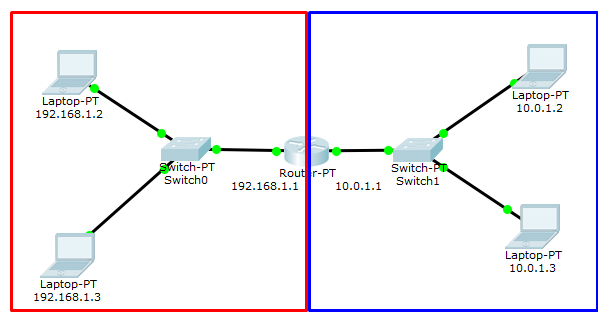 Laptop-PT
192.168.1.2
Switch-PT
Switch0
Laptop-PT
192.168.1.3
Router-PT
192.168.1.1
10.0.1.1
Switch-PT
Switch1
Laptop-PT
10.0.1.2
Laptop-PT
10.0.1.3